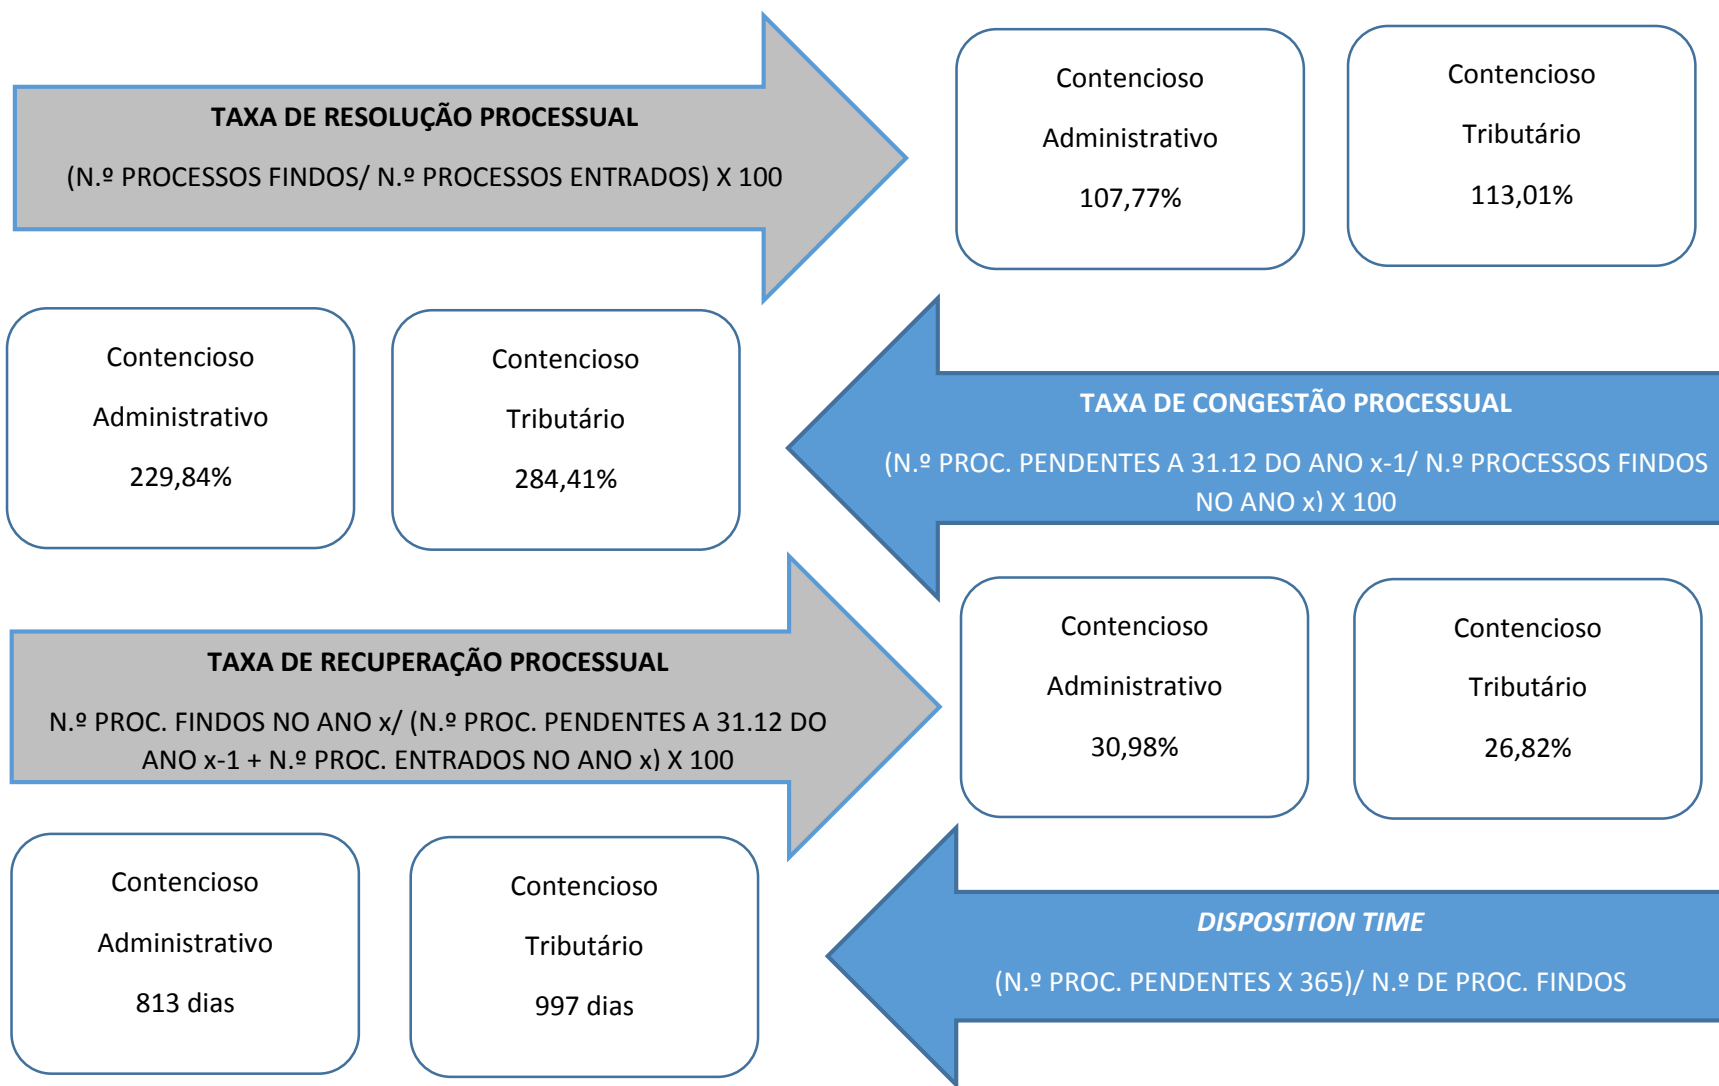 TAXA DE RESOLUÇÃO PROCESSUAL
(N.º PROCESSOS FINDOS/ N.º PROCESSOS ENTRADOS) X 100
Contencioso
Administrativo
107,77%
Contencioso
Tributário
113,01%
Contencioso
Administrativo
229,84%
Contencioso
Tributário
284,41%
TAXA DE CONGESTÃO PROCESSUAL
(N.º PROC. PENDENTES A 31.12 DO ANO x-1/ N.º PROCESSOS FINDOS
NO ANO x) X 100
TAXA DE RECUPERAÇÃO PROCESSUAL
N.º PROC. FINDOS NO ANO x/ (N.º PROC. PENDENTES A 31.12 DO
ANO x-1 + N.º PROC. ENTRADOS NO ANO x) X 100
Contencioso
Administrativo
30,98%
Contencioso
Tributário
26,82%
Contencioso
Administrativo
813 dias
Contencioso
Tributário
997 dias
DISPOSITION TIME
(N.º PROC. PENDENTES X 365)/ N.º DE PROC. FINDOS